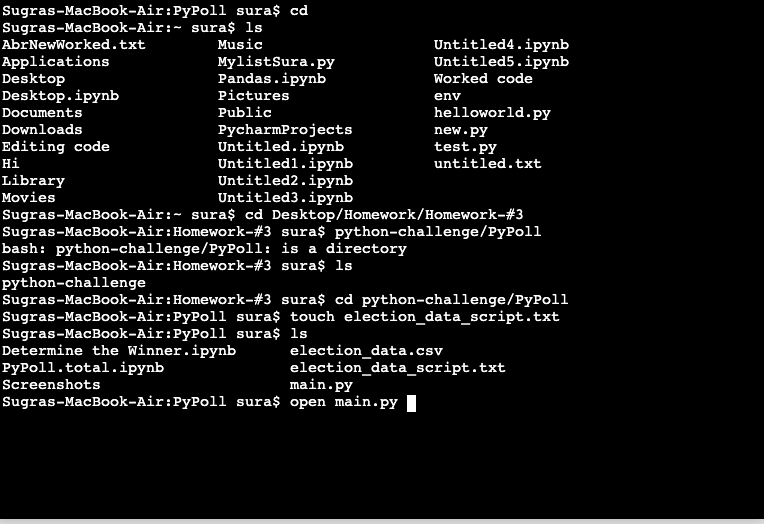 Sugras-MacBook-Air:PyPoll sura$ cd
Sugras-MacBook-Air:~ sura$ ls
AbrNewWorked.txt Music Untitled4.ipynb
Applications MylistSura.py Untitled5.ipynb
Desktop Pandas.ipynb Worked code
Desktop.ipynb Pictures env
Documents Public helloworld.py
Downloads PycharmProjects new.py
Editing code Untitled.ipynb test.py
Hi Untitled1.ipynb untitled.txt
Library Untitled2.ipynb
Movies Untitled3.ipynb
Sugras-MacBook-Air:~ sura$ cd Desktop/Homework/Homework-#3
Sugras-MacBook-Air:Homework-#3 sura$ python-challenge/PyPoll
bash: python-challenge/PyPoll: is a directory
Sugras-MacBook-Air:Homework-#3 sura$ ls
python-challenge
Sugras-MacBook-Air:Homework-#3 sura$ cd python-challenge/PyPoll
Sugras-MacBook-Air:PyPoll sura$ touch election_data_script.txt
Sugras-MacBook-Air:PyPoll sura$ ls
Determine the Winner.ipynb election_data.csv
PyPoll.total.ipynb election_data_script.txt
Screenshots main.py
Sugras-MacBook-Air:PyPoll sura$ open main.py